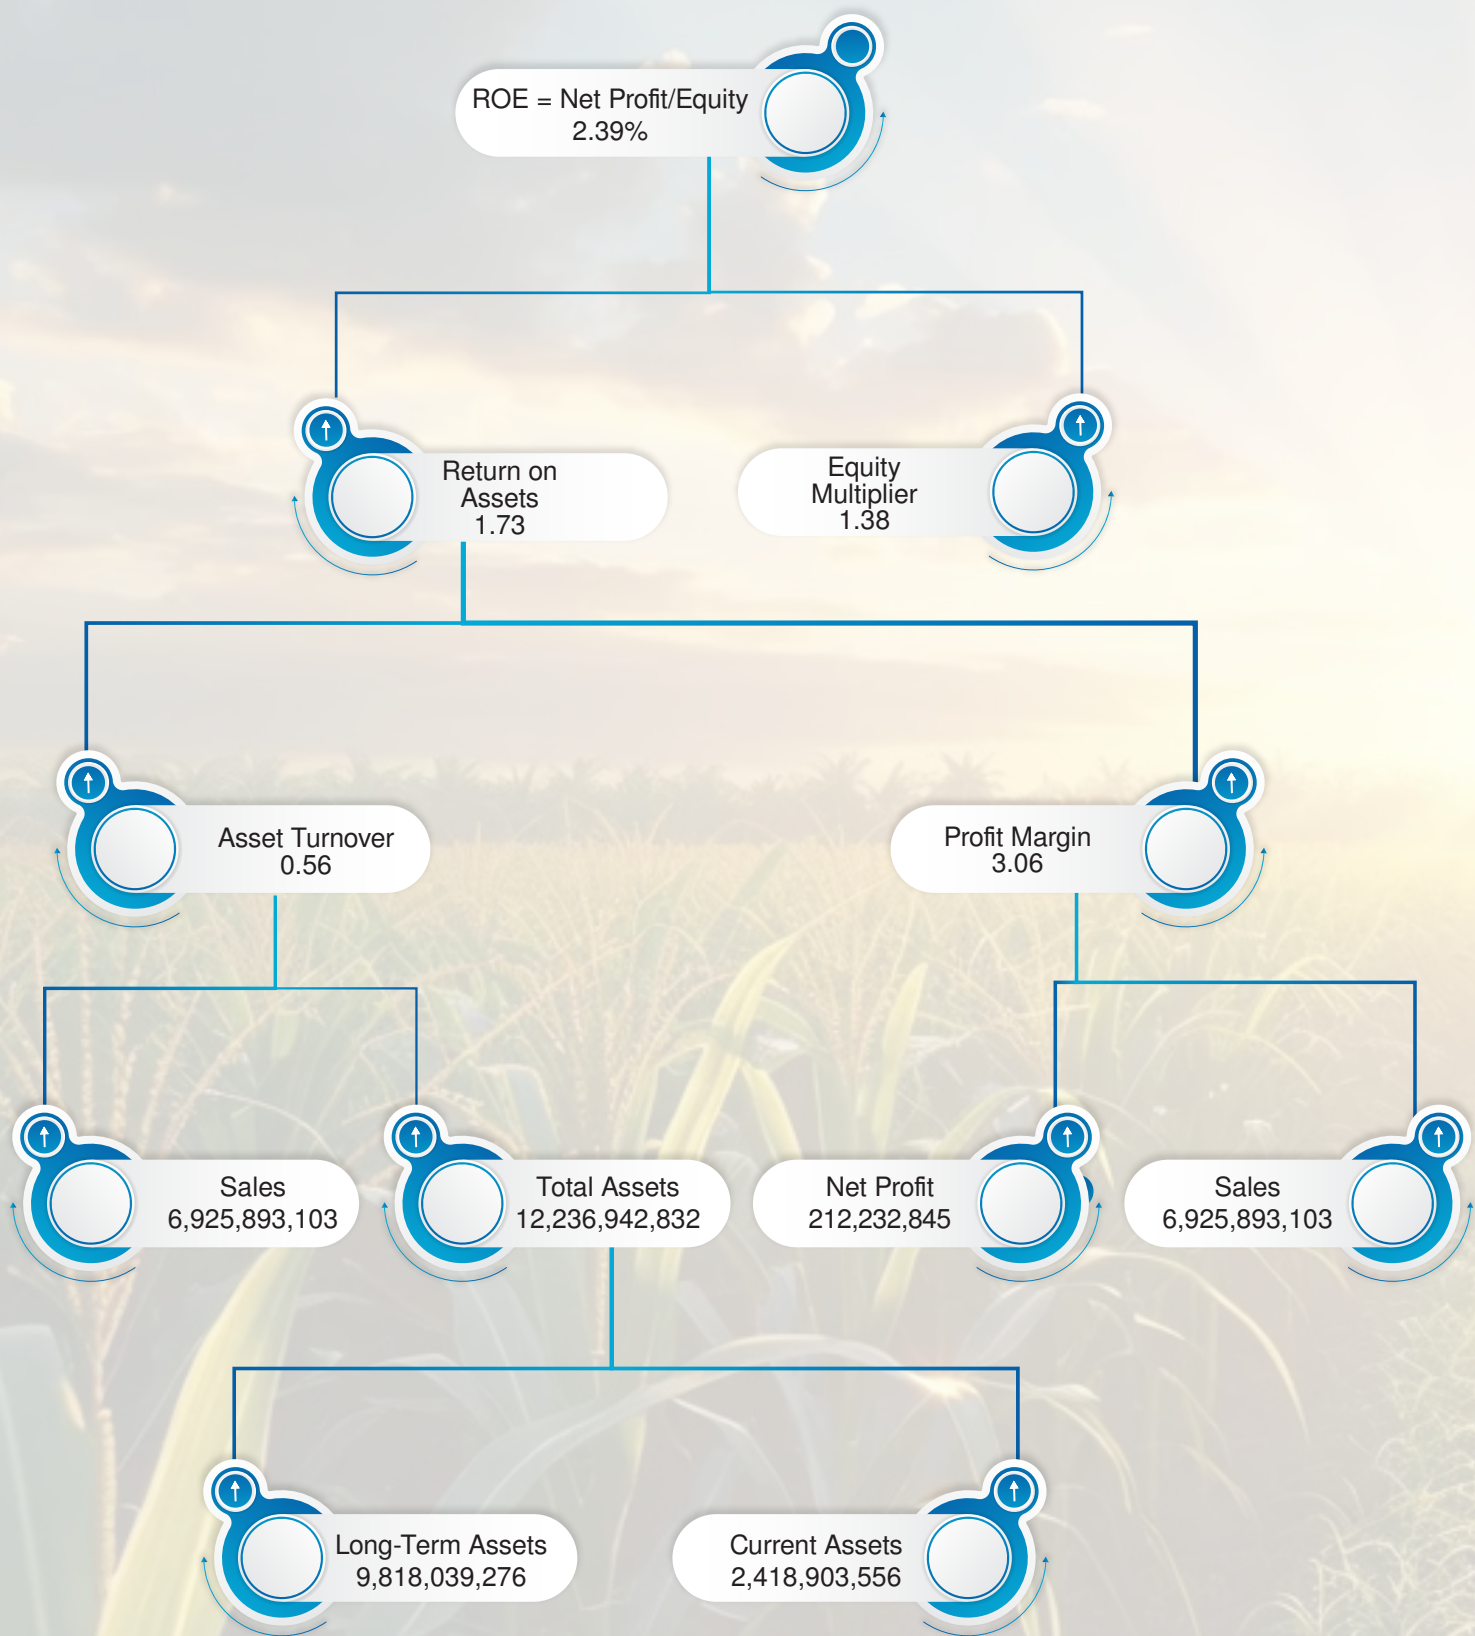 ROE = Net Profit/Equity
2.39%
Return on
Assets
1.73
Equity
Multiplier
1.38
Asset Turnover
0.56
Profit Margin
3.06
Sales
6,925,893,103
Total Assets
12,236,942,832
Net Profit
212,232,845
Sales
6,925,893,103
Long-Term Assets
9,818,039,276
Current Assets
2,418,903,556